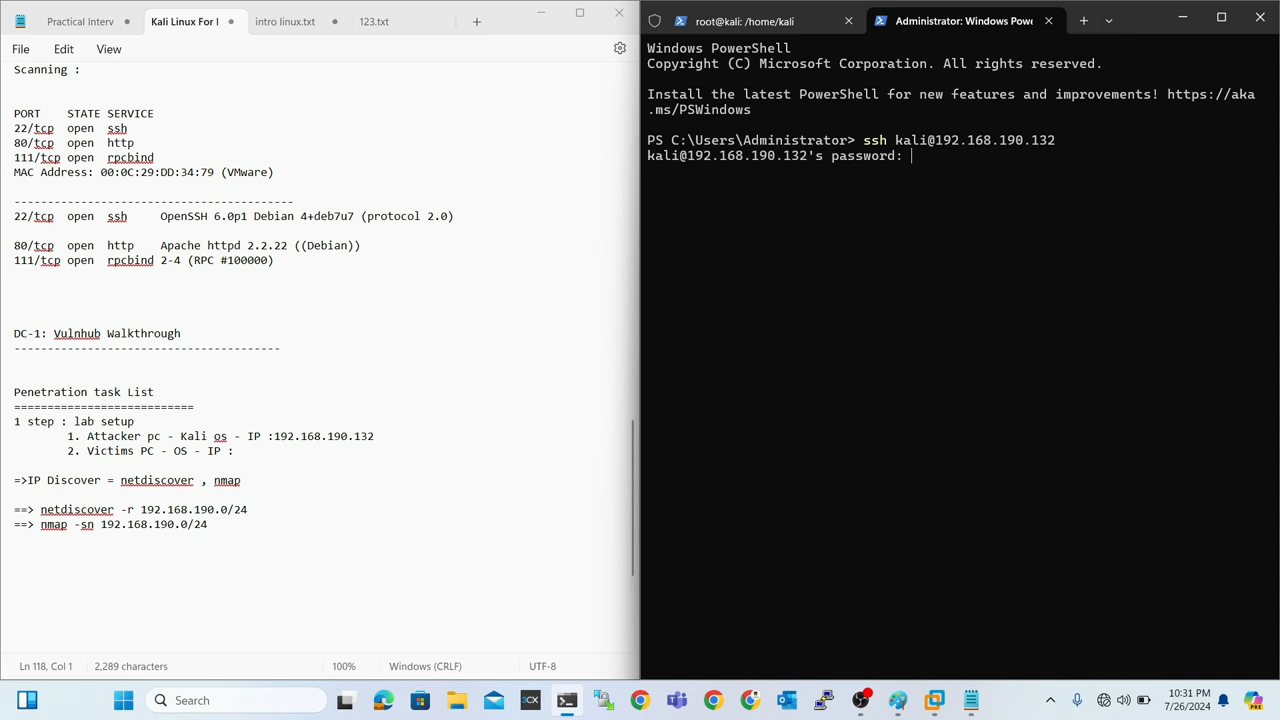 Practical Interv
Kali Linux For I
intro linux.txt
123.txt
File Edit View
Scanning :
PORT STATE SERVICE
22/tcp open ssh
80/tcp open http
111/tcp open rpcbind
MAC Address: 00:0C:29:DD:34:79 (VMware)
------------------------------------------
22/tcp open ssh OpenSSH 6.0p1 Debian 4+deb7u7 (protocol 2.0)
80/tcp open http Apache httpd 2.2.22 ((Debian))
111/tcp open rpcbind 2-4 (RPC #100000)
DC-1: Vulnhub Walkthrough
----------------------------------------
Penetration task List
===========================
1 step : lab setup
1. Attacker pc - Kali os - IP :192.168.190.132
2. Victims PC - OS - IP :
=>IP Discover = netdiscover , nmap
==> netdiscover -r 192.168.190.0/24
==> nmap -sn 192.168.190.0/24
Ln 118, Col 1
2,289 characters
100%
Windows (CRLF)
UTF-8
root@kali: /home/kali
Administrator: Windows Powe
Windows PowerShell
Copyright (C) Microsoft Corporation. All rights reserved.
Install the latest PowerShell for new features and improvements! https://aka
.ms/PSWindows
PS C:\Users\Administrator> ssh kali@192.168.190.132
kali@192.168.190.132's password:
Search
CX
10:31 PM
7/26/2024
PRE